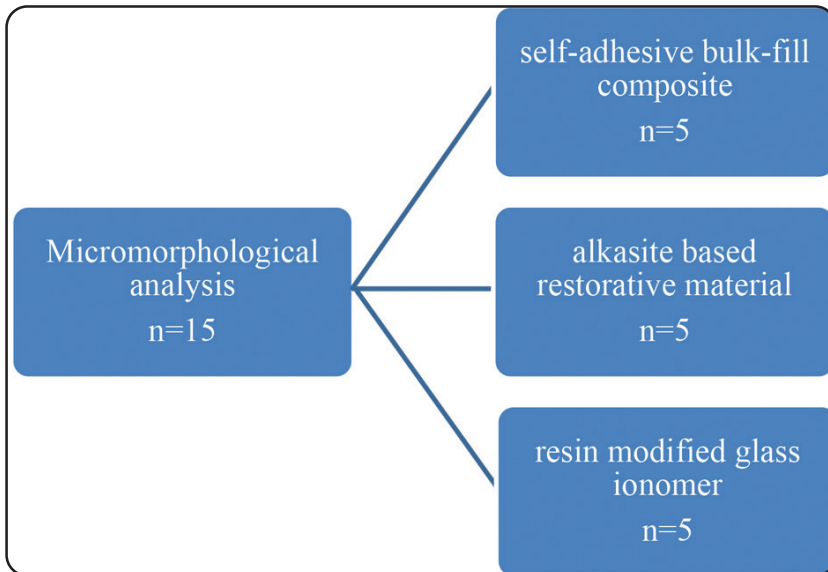 Micromorphological
analysis
n=15
self-adhesive bulk-fill
composite
n=5
alkasite based
restorative material
n=5
resin modified glass
ionomer
n=5